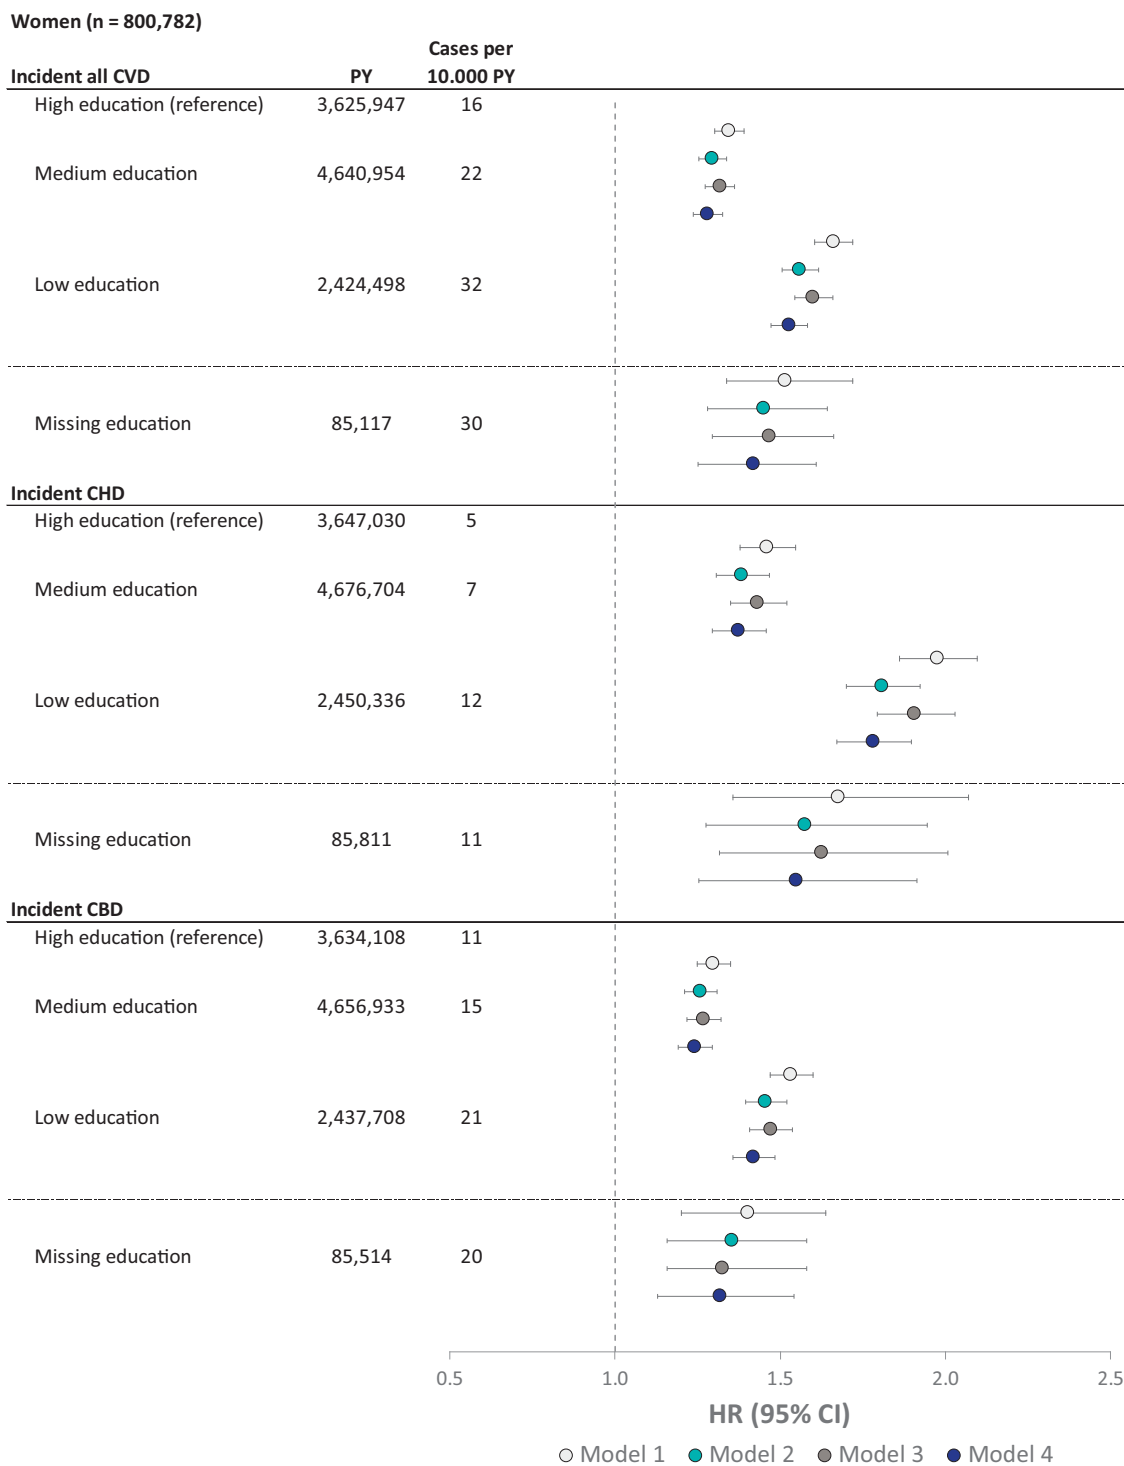 Women (n = 800,782)
Cases per
Incident all CVD PY 10.000 PY
High education (reference) 3,625,947 16
Medium education 4,640,954 22
Low education 2,424,498 32
Missing education 85,117 30
Incident CHD
High education (reference) 3,647,030 5
Medium education 4,676,704 7
Low education 2,450,336 12
Missing education 85,811 11
Incident CBD
High education (reference) 3,634,108 11
Medium education 4,656,933 15
Low education 2,437,708 21
Missing education 85,514 20
0.5 1.0 1.5 2.0 2.5
HR (95% CI)
Model 1 Model 2 Model 3 Model 4